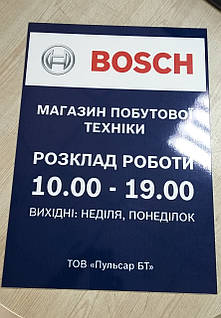 BOSCH
МАГАЗИН ПОБУТОВОЇ
ТЕХНІКИ
РОЗКЛАД РОБОТИ
10.00 - 19.00
ВИХІДНІ: НЕДІЛЯ, ПОНЕДІЛОК
ТОВ «Пульсар БТ»